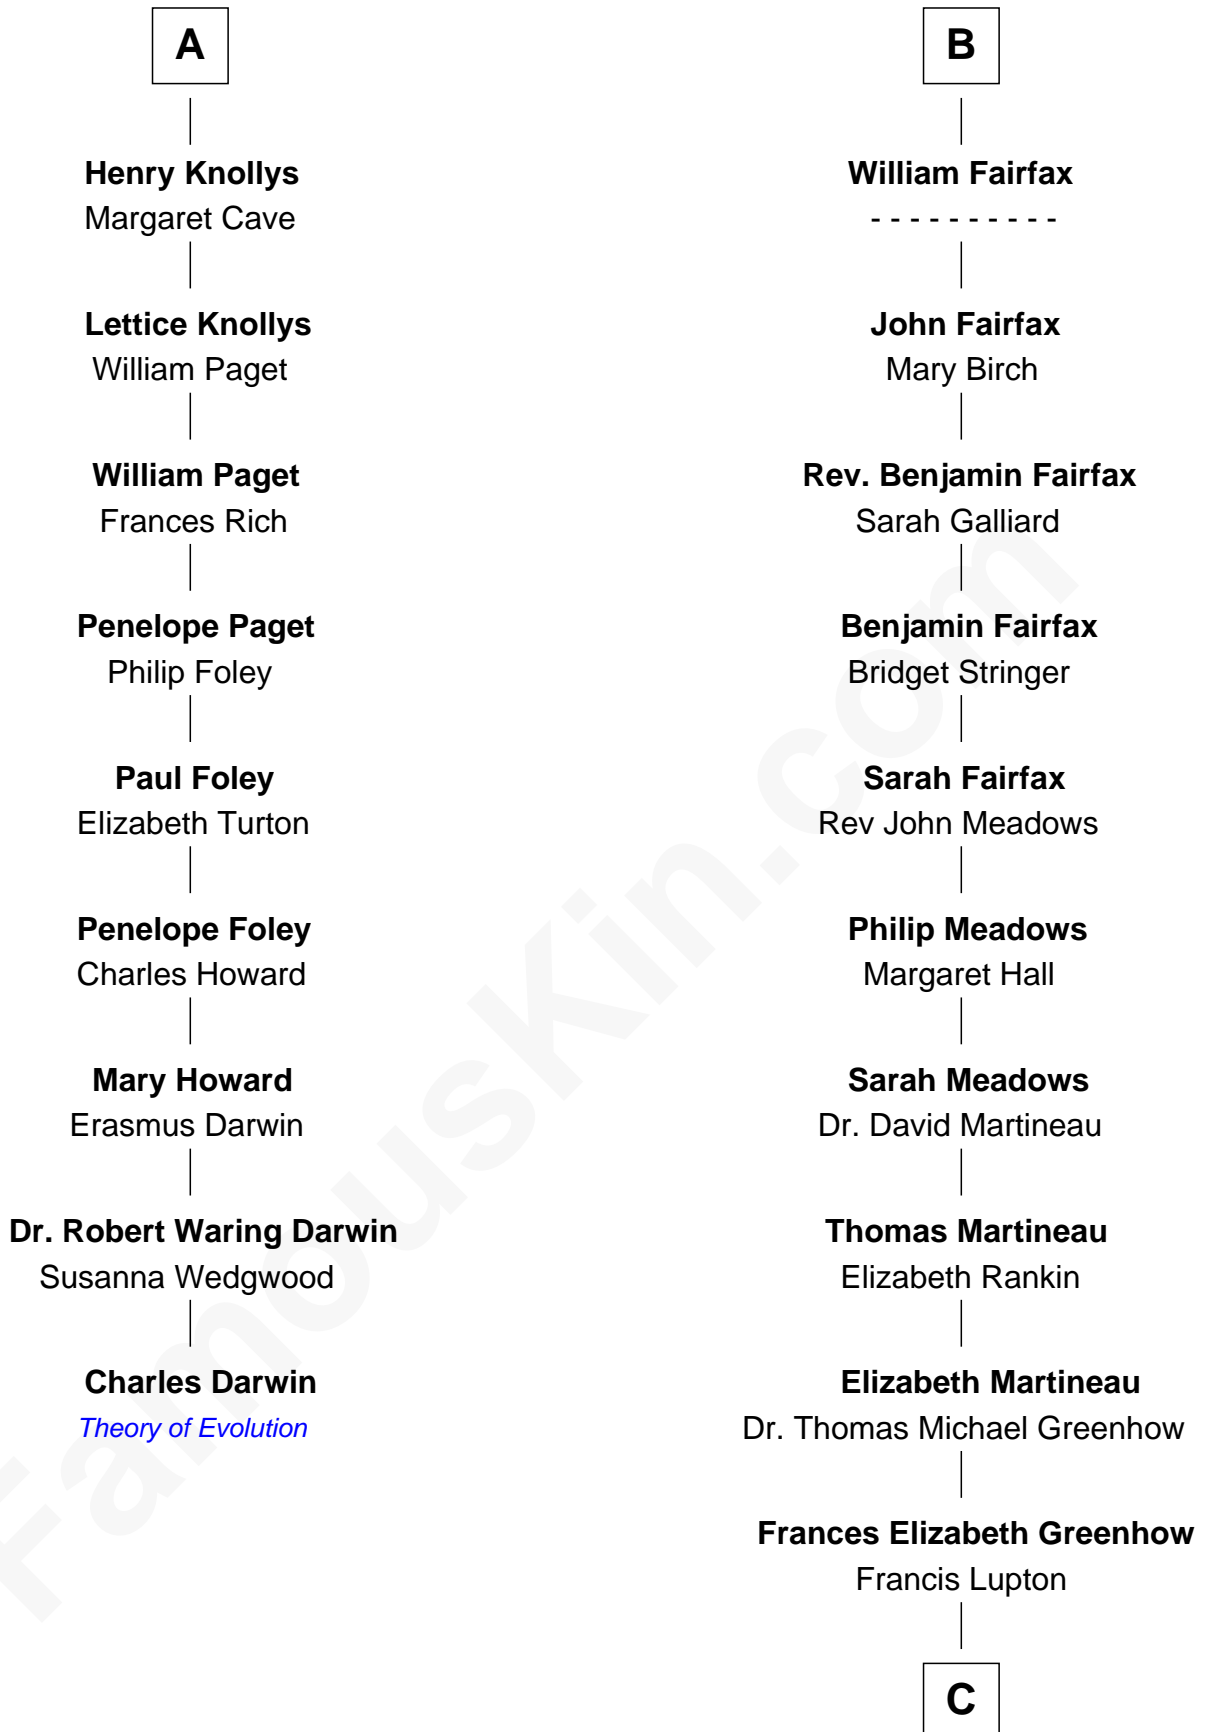 A
Henry Knollys
Margaret Cave
Lettice Knollys
William Paget
William Paget
Frances Rich
Penelope Paget
Philip Foley
Paul Foley
Elizabeth Turton
Penelope Foley
Charles Howard
Mary Howard
Erasmus Darwin
Dr. Robert Waring Darwin
Susanna Wedgwood
Charles Darwin
Theory of Evolution
B
William Fairfax
- - - - - - - - - -
John Fairfax
Mary Birch
Rev. Benjamin Fairfax
Sarah Galliard
Benjamin Fairfax
Bridget Stringer
Sarah Fairfax
Rev John Meadows
Philip Meadows
Margaret Hall
Sarah Meadows
Dr. David Martineau
Thomas Martineau
Elizabeth Rankin
Elizabeth Martineau
Dr. Thomas Michael Greenhow
Frances Elizabeth Greenhow
Francis Lupton
C
FamousKin.com